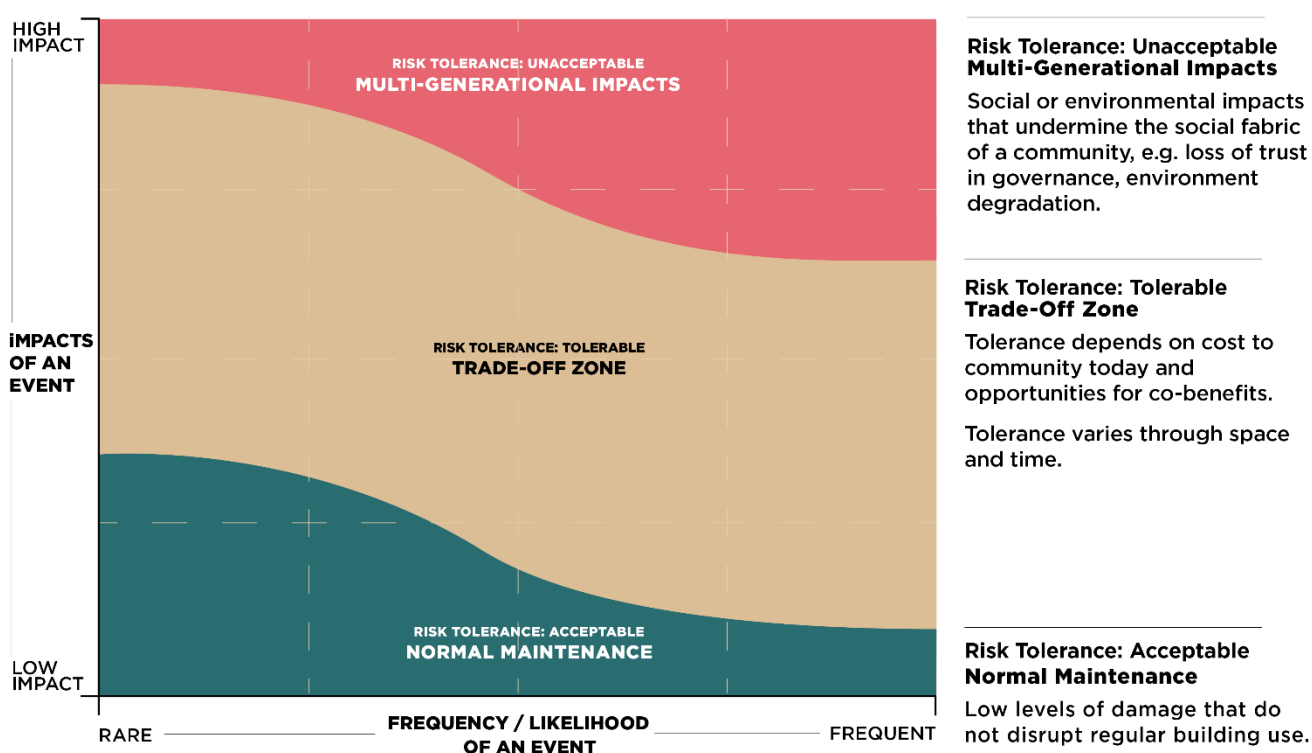 HIGH
IMPACT
RISK TOLERANCE: UNACCEPTABLE
MULTI-GENERATIONAL IMPACTS
iMPACTS
OF AN
EVENT
RISK TOLERANCE: TOLERABLE
TRADE-OFF ZONE
RISK TOLERANCE: ACCEPTABLE
NORMAL MAINTENANCE
LOW
IMPACT
RARE
FREQUENCY / LIKELIHOOD
OF AN EVENT
FREQUENT
Risk Tolerance: Unacceptable
Multi-Generational Impacts
Social or environmental impacts
that undermine the social fabric
of a community, e.g. loss of trust
in governance, environment
degradation.
Risk Tolerance: Tolerable
Trade-Off Zone
Tolerance depends on cost to
community today and
opportunities for co-benefits.
Tolerance varies through space
and time.
Risk Tolerance: Acceptable
Normal Maintenance
Low levels of damage that do
not disrupt regular building use.